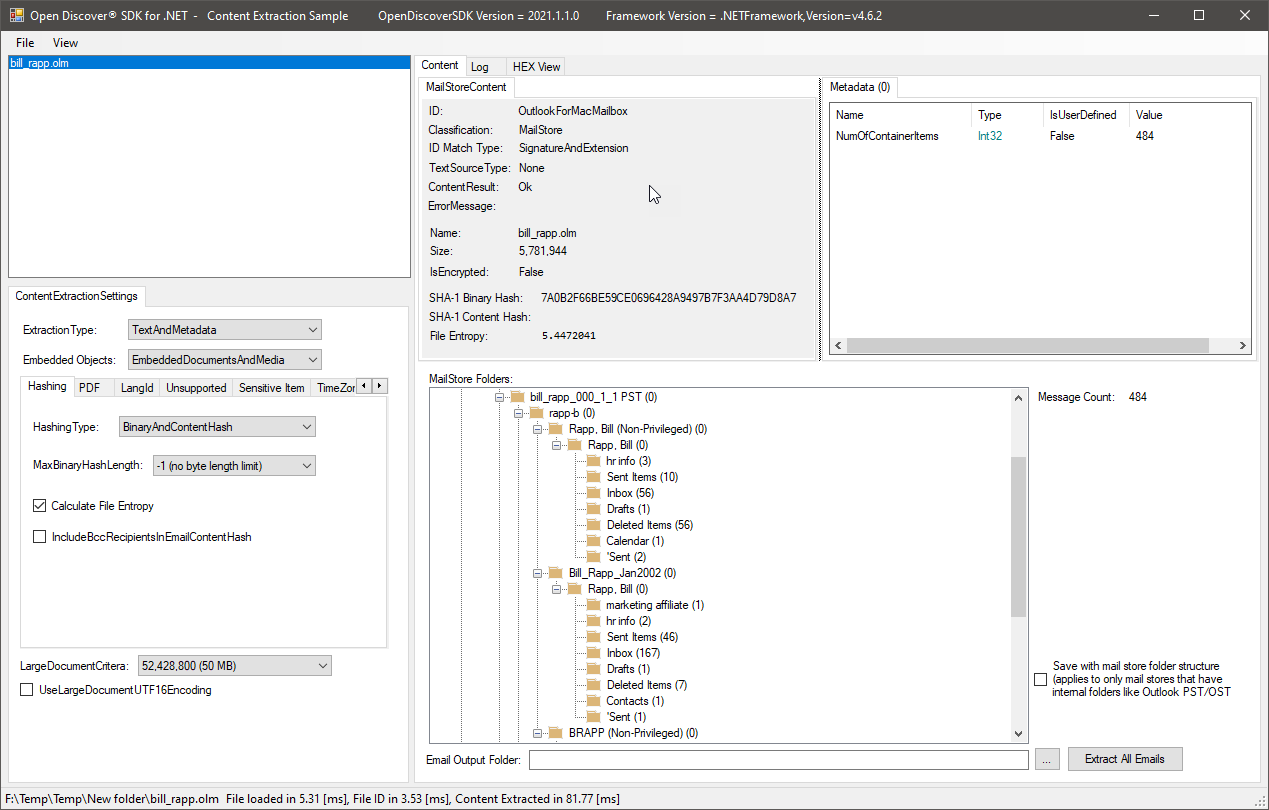 Open Discover® SDK for .NET - Content Extraction Sample OpenDiscoverSDK Version = 2021.1.1.0 Framework Version = .NETFramework,Version=v4.6.2
File View
bill_rapp.olm
ContentExtractionSettings
ExtractionType: TextAndMetadata
Embedded Objects: EmbeddedDocumentsAndMedia
Hashing PDF LangId Unsupported Sensitive Item TimeZon
HashingType: BinaryAndContentHash
MaxBinaryHashLength: -1 (no byte length limit)
Calculate File Entropy
IncludeBccRecipientsInEmailContentHash
LargeDocumentCritera: 52,428,800 (50 MB)
UseLargeDocumentUTF16Encoding
Content Log HEX View
MailStoreContent
ID: OutlookForMacMailbox
Classification: MailStore
ID Match Type: SignatureAndExtension
TextSourceType: None
ContentResult: Ok
ErrorMessage:
Name: bill_rapp.olm
Size: 5,781,944
IsEncrypted: False
SHA-1 Binary Hash: 7A0B2F66BE59CE0696428A9497B7F3AA4D79D8A7
SHA-1 Content Hash:
File Entropy: 5.4472041
Metadata (0)
Name Type IsUserDefined Value
NumOfContainerItems Int32 False 484
MailStore Folders:
bill_rapp_000_1_1 PST (0)
rapp-b (0)
Rapp, Bill (Non-Privileged) (0)
Rapp, Bill (0)
hr info (3)
Sent Items (10)
Inbox (56)
Drafts (1)
Deleted Items (56)
Calendar (1)
'Sent (2)
Bill_Rapp_Jan2002 (0)
Rapp, Bill (0)
marketing affiliate (1)
hr info (2)
Sent Items (46)
Inbox (167)
Drafts (1)
Deleted Items (7)
Contacts (1)
'Sent (1)
BRAPP (Non-Privileged) (0)
Message Count: 484
Save with mail store folder structure
(applies to only mail stores that have
internal folders like Outlook PST/OST
Email Output Folder: ... Extract All Emails
F:\Temp\Temp\New folder\bill_rapp.olm File loaded in 5.31 [ms], File ID in 3.53 [ms], Content Extracted in 81.77 [ms]